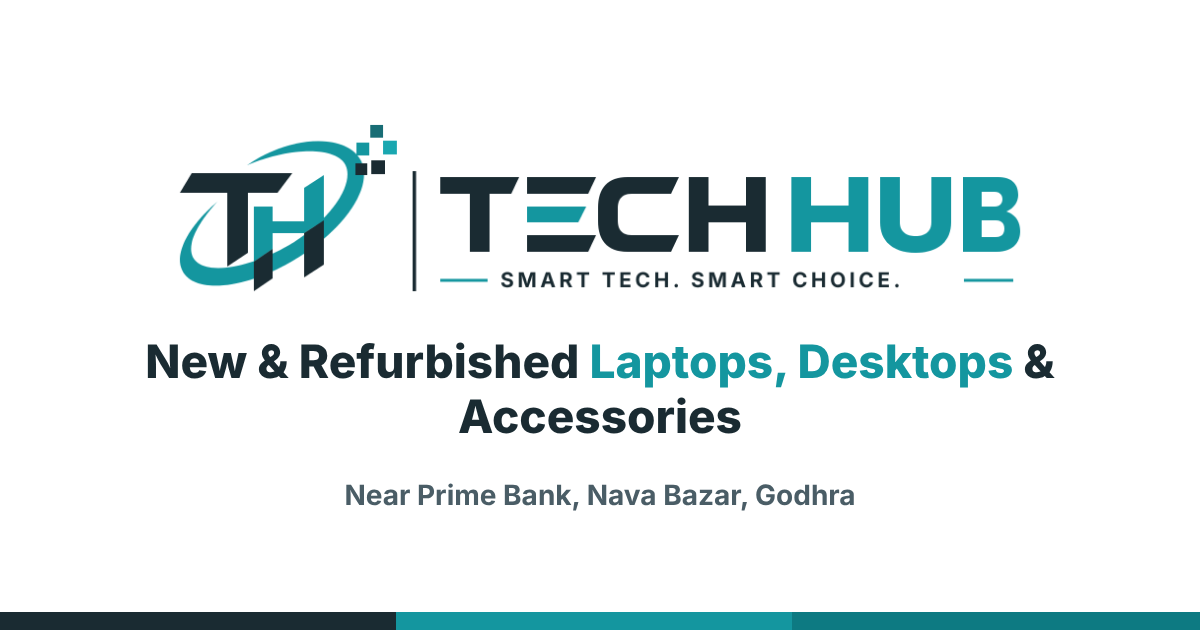 TH
TECH HUB
SMART TECH. SMART CHOICE.
New & Refurbished Laptops, Desktops &
Accessories
Near Prime Bank, Nava Bazar, Godhra